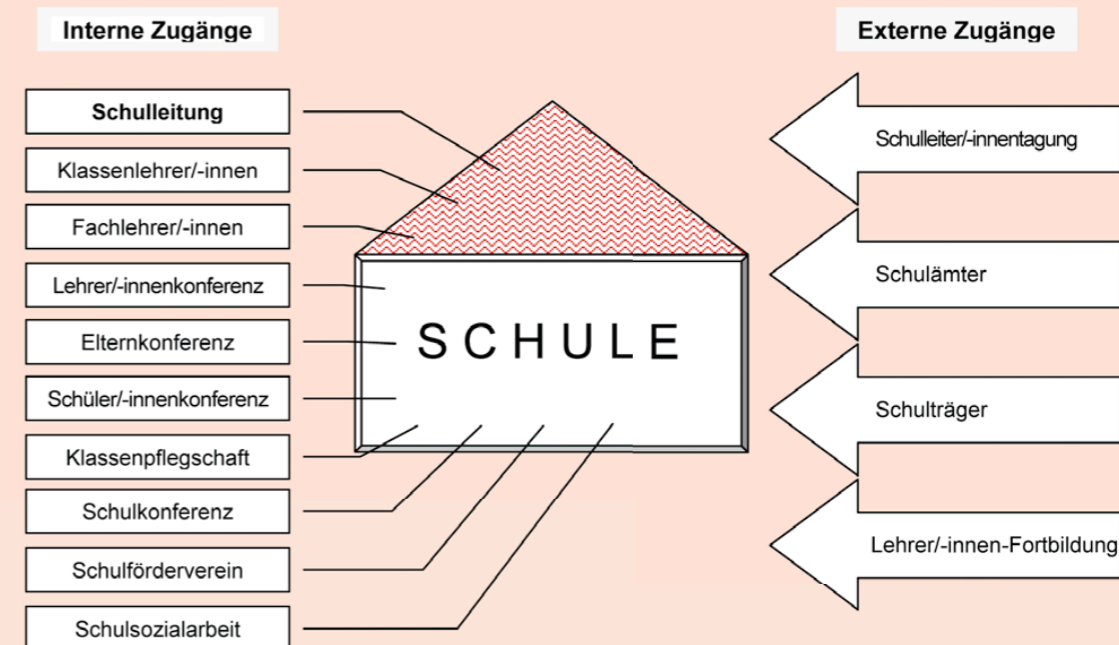 Interne Zugänge
Externe Zugänge
Schulleitung
Klassenlehrer/-innen
Fachlehrer/-innen
Lehrer/-innenkonferenz
Elternkonferenz
Schüler/-innenkonferenz
Klassenpflegschaft
Schulkonferenz
Schulförderverein
Schulsozialarbeit
SCHULE
Schulleiter/-innentagung
Schulämter
Schulträger
Lehrer/-innen-Fortbildung